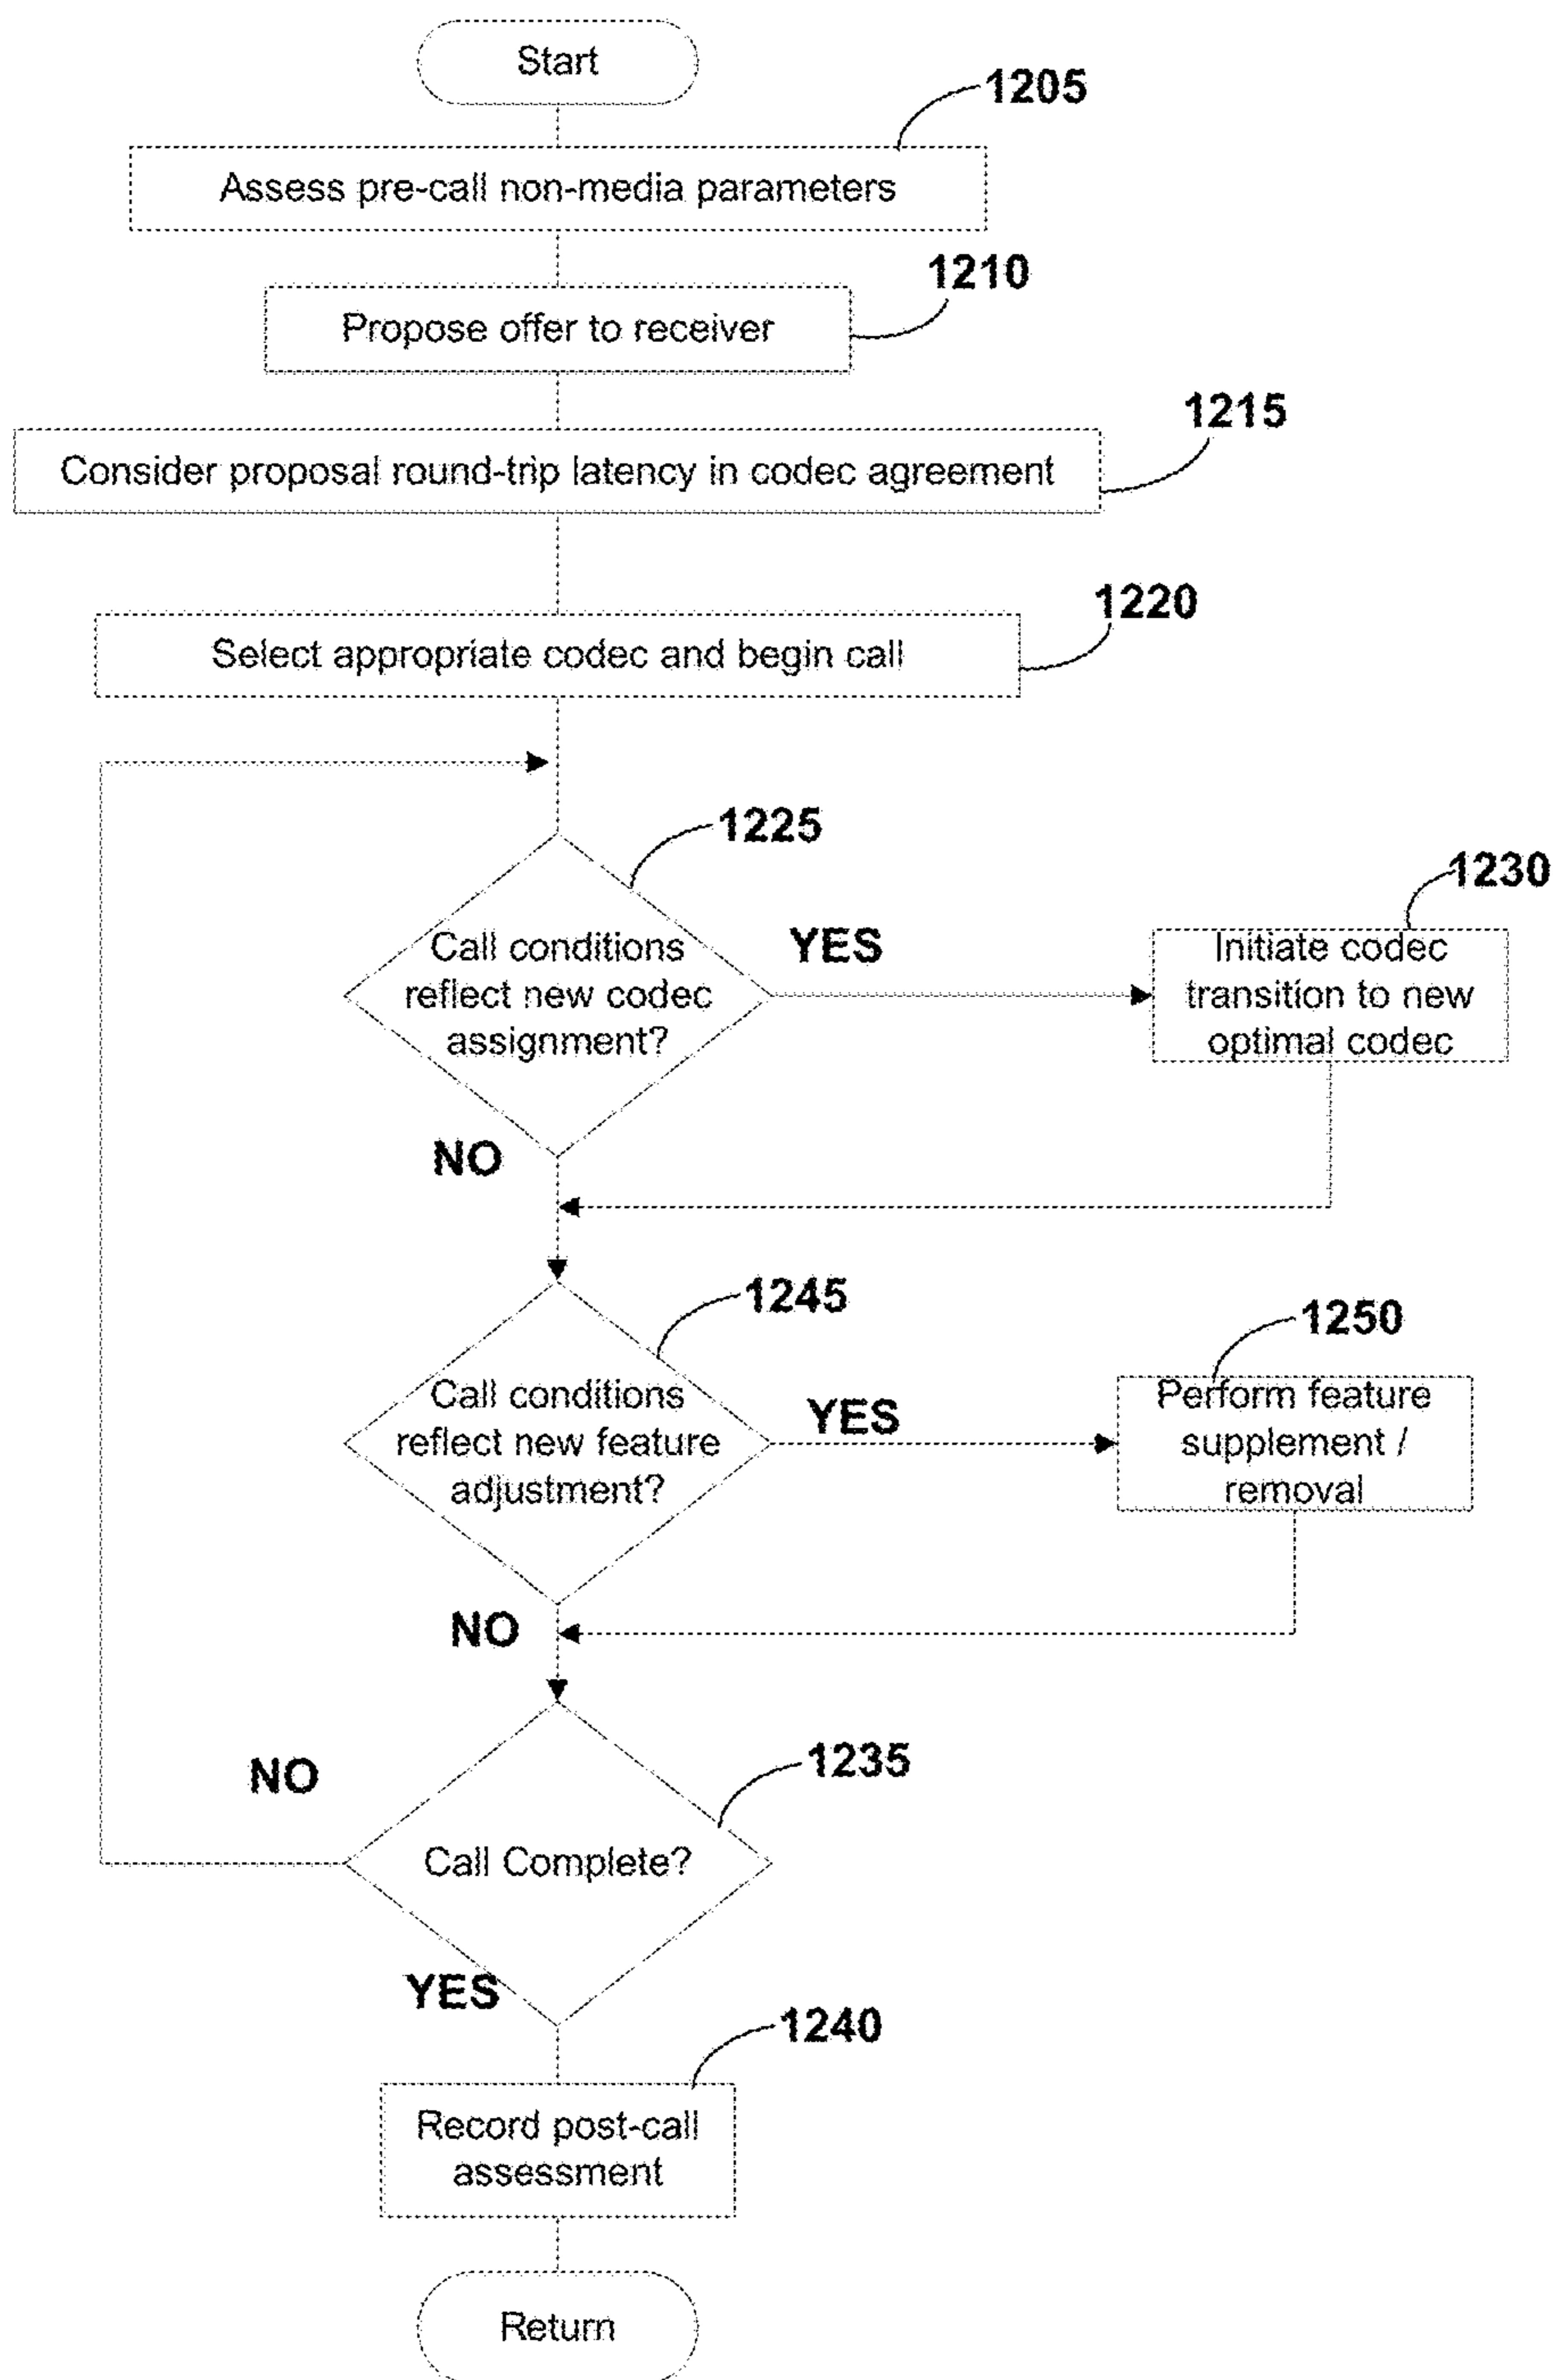 Start
1205
Assess pre-call non-media parameters
1210
Propose offer to receiver
1215
Consider proposal round-trip latency in codec agreement
1220
Select appropriate codec and begin call
1225
Call conditions
reflect new codec
assignment?
YES
1230
Initiate codec
transition to new
optimal codec
NO
1245
Call conditions
reflect new feature
adjustment?
YES
1250
Perform feature
supplement /
removal
NO
1235
Call Complete?
NO
YES
1240
Record post-call
assessment
Return